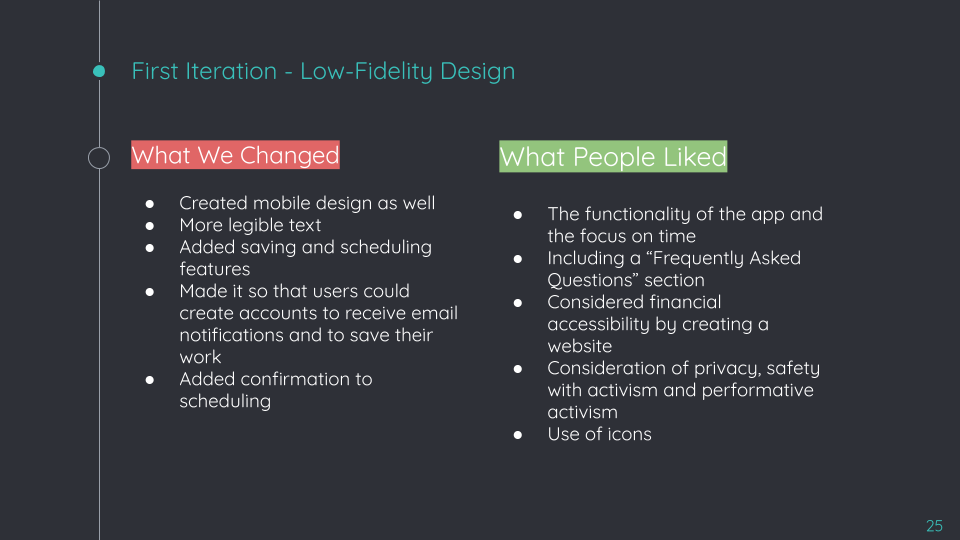 First Iteration - Low-Fidelity Design
What We Changed
● Created mobile design as well
● More legible text
● Added saving and scheduling
features
● Made it so that users could
create accounts to receive email
notifications and to save their
work
● Added confirmation to
scheduling
What People Liked
● The functionality of the app and
the focus on time
● Including a “Frequently Asked
Questions” section
● Considered financial
accessibility by creating a
website
● Consideration of privacy, safety
with activism and performative
activism
● Use of icons
25